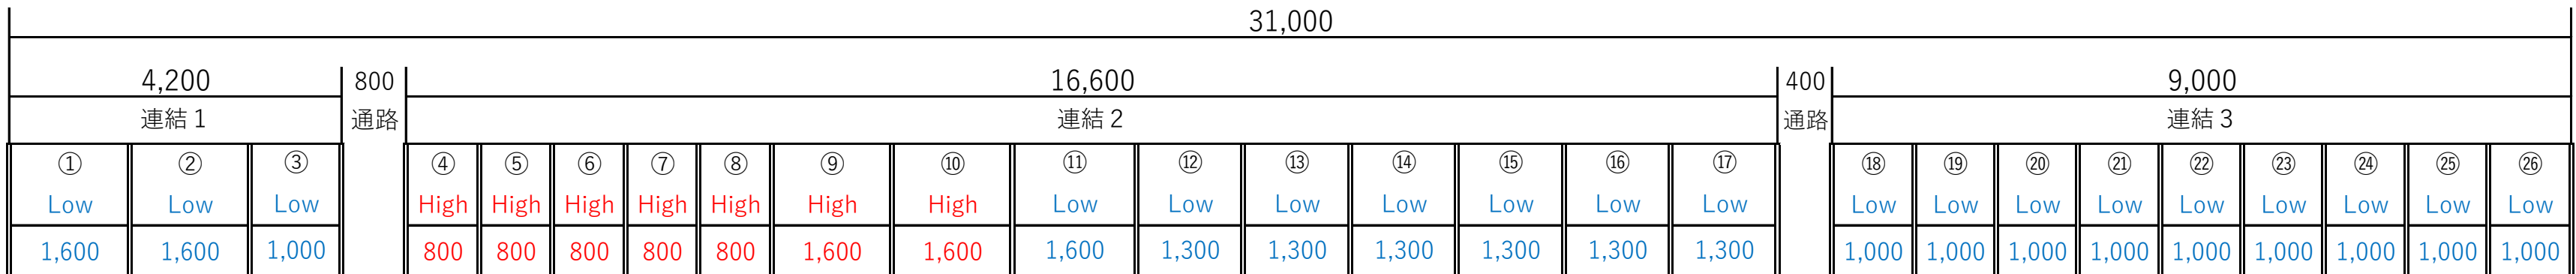 31,000
4,200 800 16,600 400 9,000
連結1 通路 連結2 通路 連結3
① ② ③ ④ ⑤ ⑥ ⑦ ⑧ ⑨ ⑩ ⑪ ⑫ ⑬ ⑭ ⑮ ⑯ ⑰ ⑱ ⑲ ⑳ ㉑ ㉒ ㉓ ㉔ ㉕ ㉖
Low Low Low High High High High High High High Low Low Low Low Low Low Low Low Low Low Low Low Low Low Low Low
1,600 1,600 1,000 800 800 800 800 800 1,600 1,600 1,600 1,300 1,300 1,300 1,300 1,300 1,300 1,000 1,000 1,000 1,000 1,000 1,000 1,000 1,000 1,000